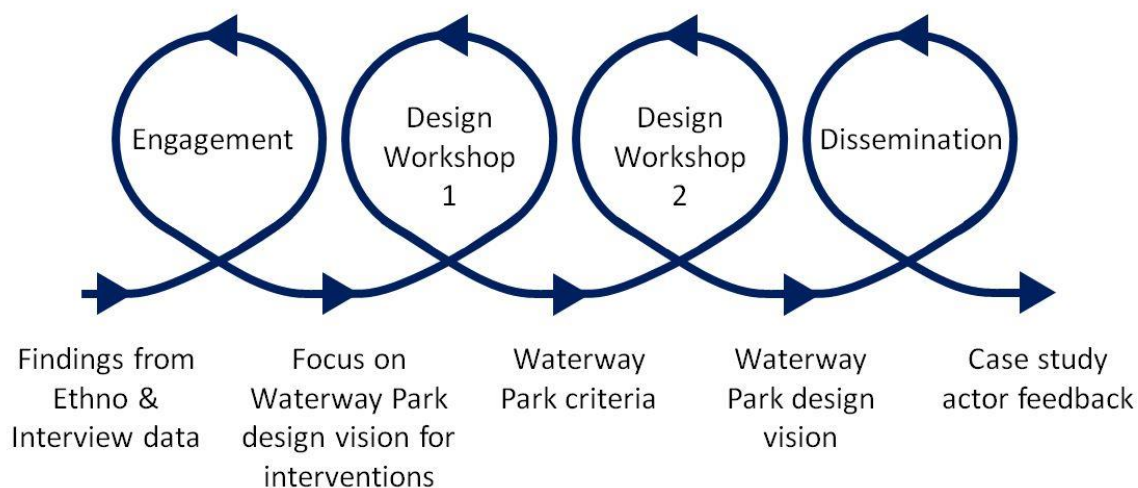 Engagement
Design
Workshop
1
Design
Workshop
2
Dissemination
Findings from
Ethno &
Interview data
Focus on
Waterway Park
design vision for
interventions
Waterway
Park criteria
Waterway
Park design
vision
Case study
actor feedback